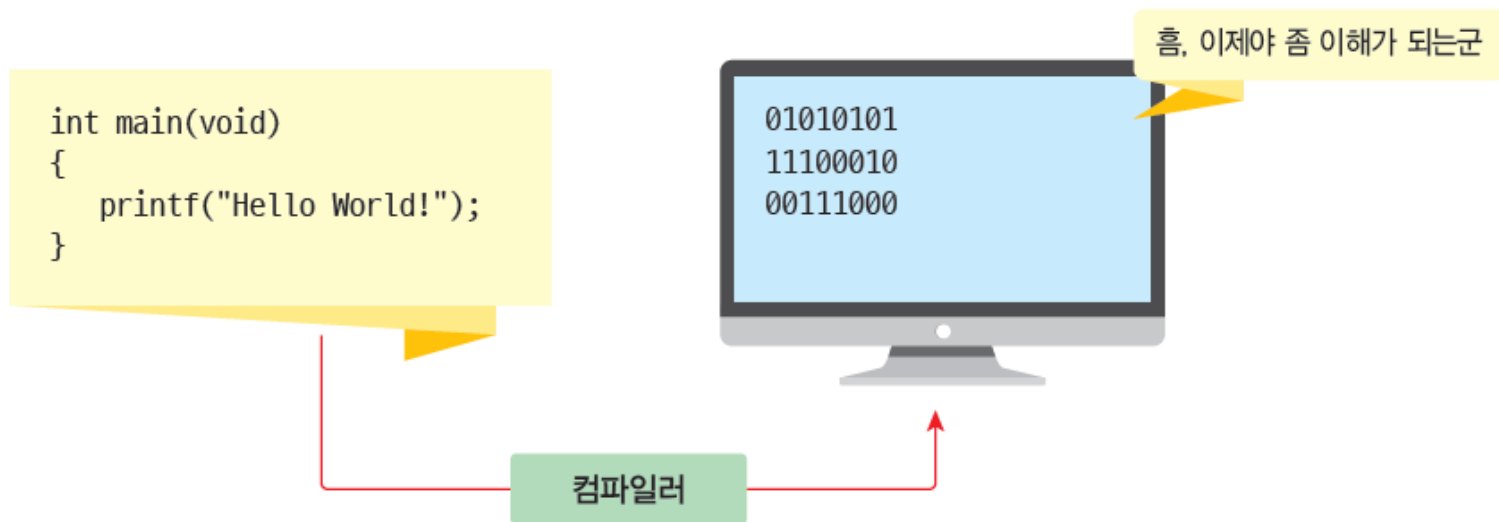 흠, 이제야 좀 이해가 되는군
int main(void)
{
printf("Hello World!");
}
01010101
11100010
00111000
컴파일러